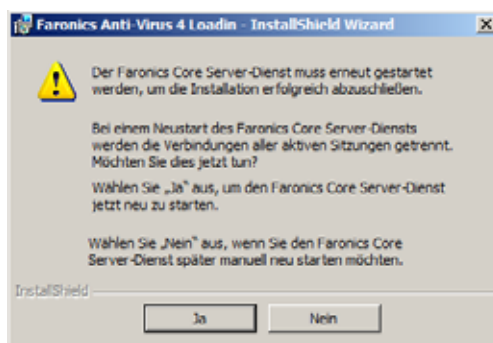 Faronics Anti-Virus 4 Loadin - InstallShield Wizard
Der Faronics Core Server-Dienst muss erneut gestartet
werden, um die Installation erfolgreich abzuschließen.
Bei einem Neustart des Faronics Core Server-Diensts
werden die Verbindungen aller aktiven Sitzungen getrennt.
Möchten Sie dies jetzt tun?
Wählen Sie „Ja“ aus, um den Faronics Core Server-Dienst
jetzt neu zu starten.
Wählen Sie „Nein“ aus, wenn Sie den Faronics Core
Server-Dienst später manuell neu starten möchten.
InstallShield
Ja
Nein